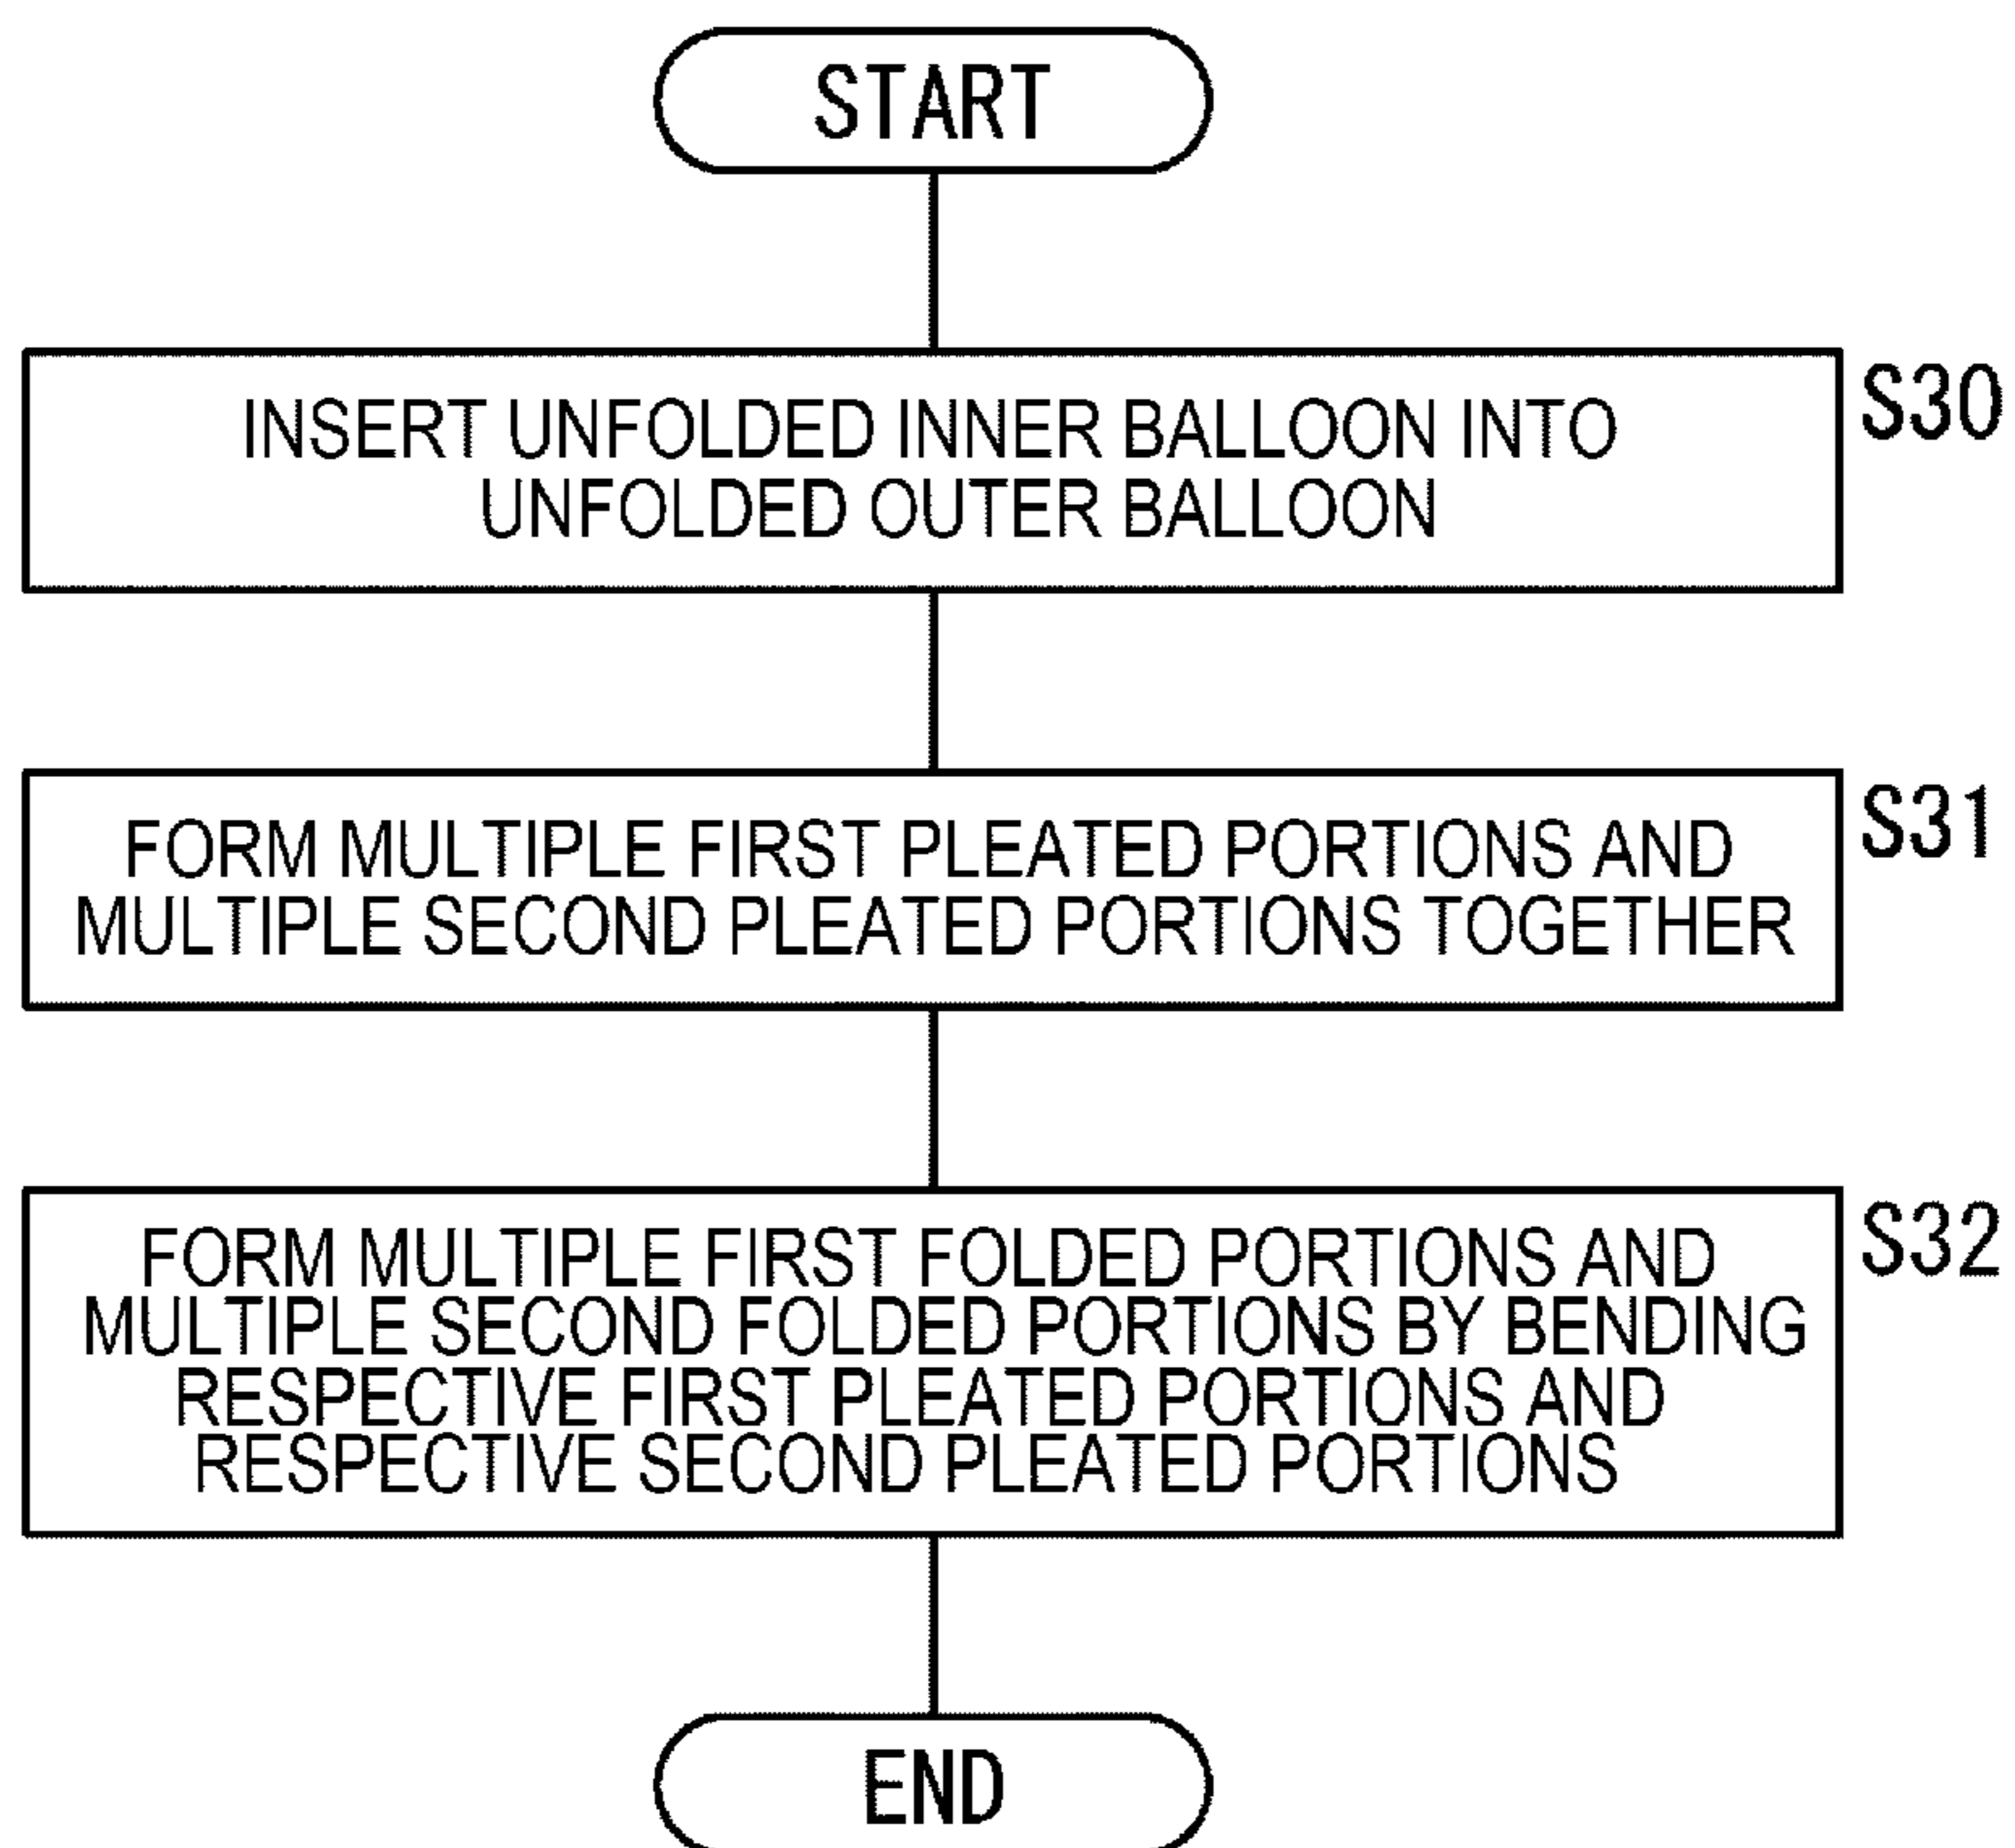 START
INSERT UNFOLDED INNER BALLOON INTO
UNFOLDED OUTER BALLOON
S30
FORM MULTIPLE FIRST PLEATED PORTIONS AND
MULTIPLE SECOND PLEATED PORTIONS TOGETHER
S31
FORM MULTIPLE FIRST FOLDED PORTIONS AND
MULTIPLE SECOND FOLDED PORTIONS BY BENDING
RESPECTIVE FIRST PLEATED PORTIONS AND
RESPECTIVE SECOND PLEATED PORTIONS
S32
END